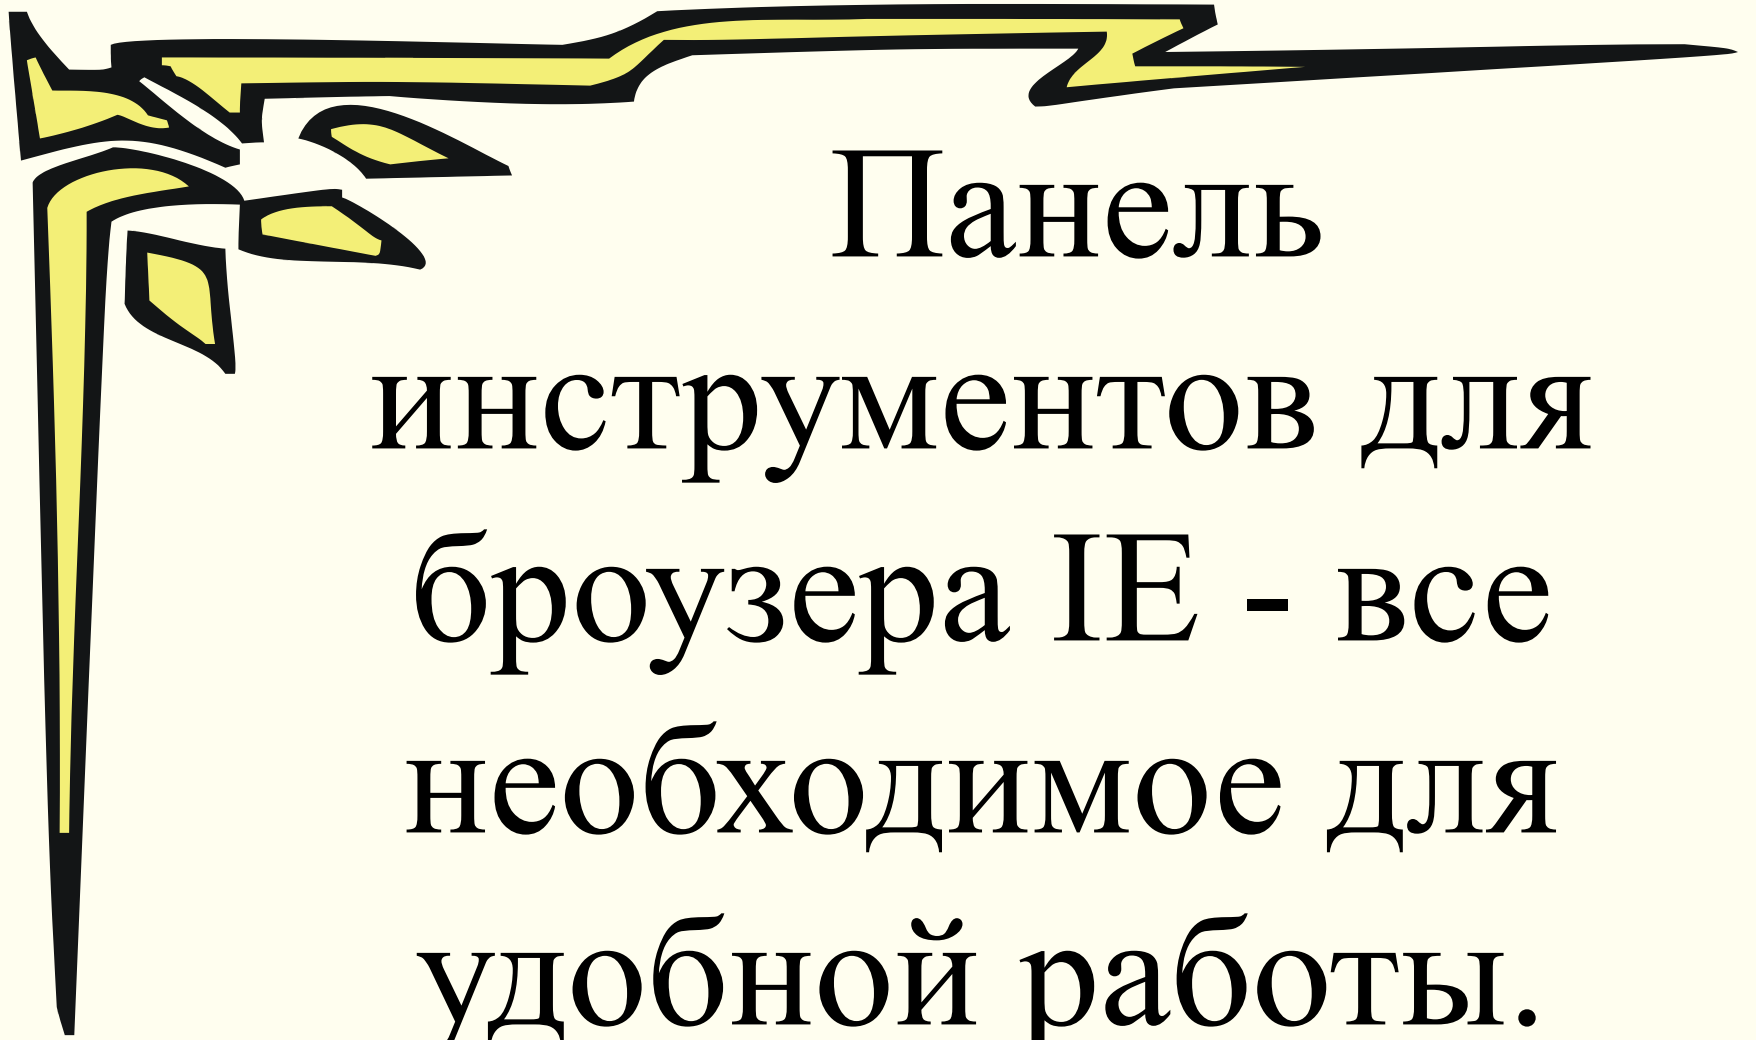 Панель
инструментов для
броузера IE - все
необходимое для
удобной работы.